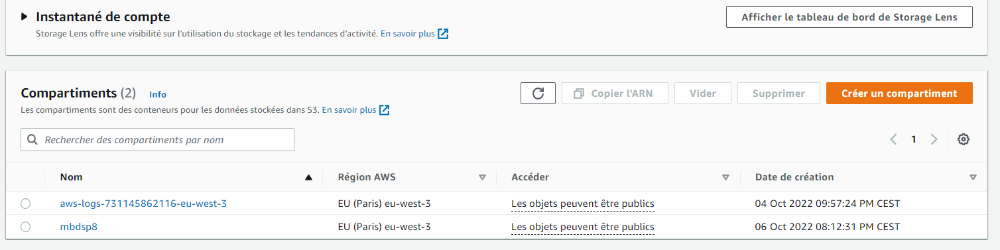 Instantané de compte
Afficher le tableau de bord de Storage Lens
Storage Lens offre une visibilité sur l'utilisation du stockage et les tendances d'activité. En savoir plus
Compartiments (2) Info
Copier l'ARN Vider Supprimer Créer un compartiment
Les compartiments sont des conteneurs pour les données stockées dans S3. En savoir plus
Rechercher des compartiments par nom
1
Nom Région AWS Accéder Date de création
aws-logs-731145862116-eu-west-3 EU (Paris) eu-west-3 Les objets peuvent être publics 04 Oct 2022 09:57:24 PM CEST
mbdsp8 EU (Paris) eu-west-3 Les objets peuvent être publics 06 Oct 2022 08:12:31 PM CEST